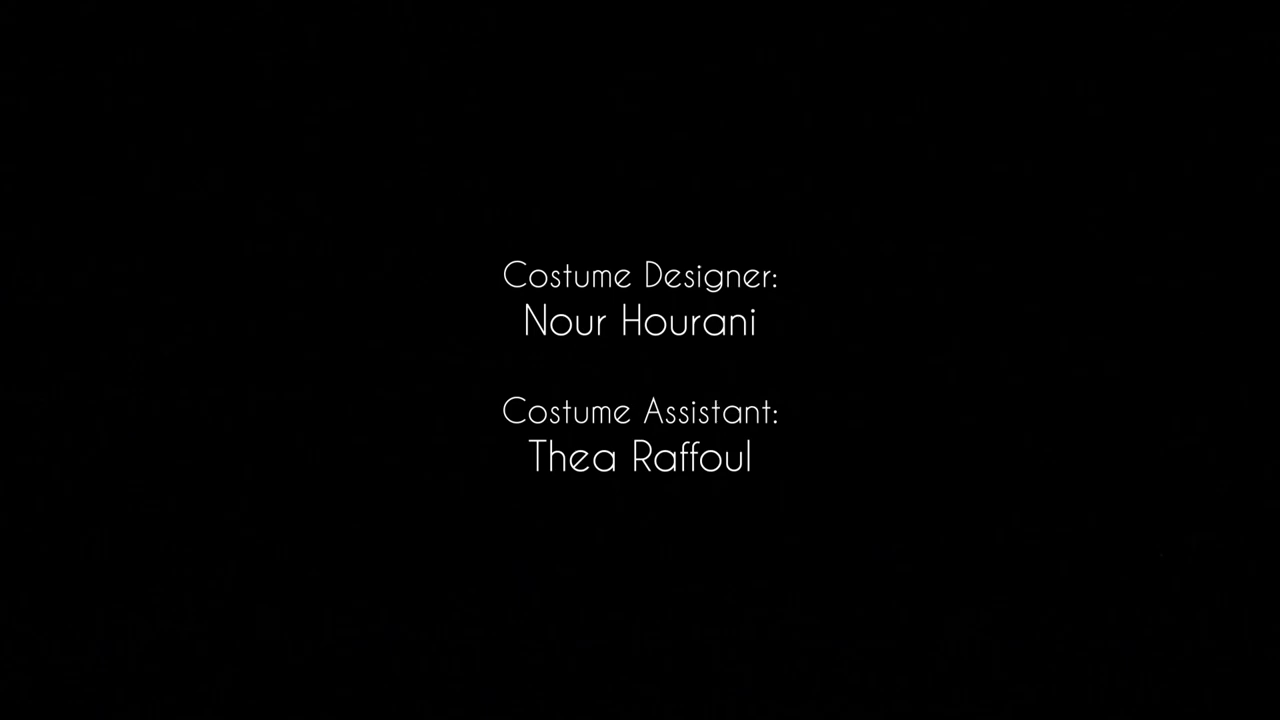 Costume Designer:
Nour Hourani
Costume Assistant:
Thea Raffoul